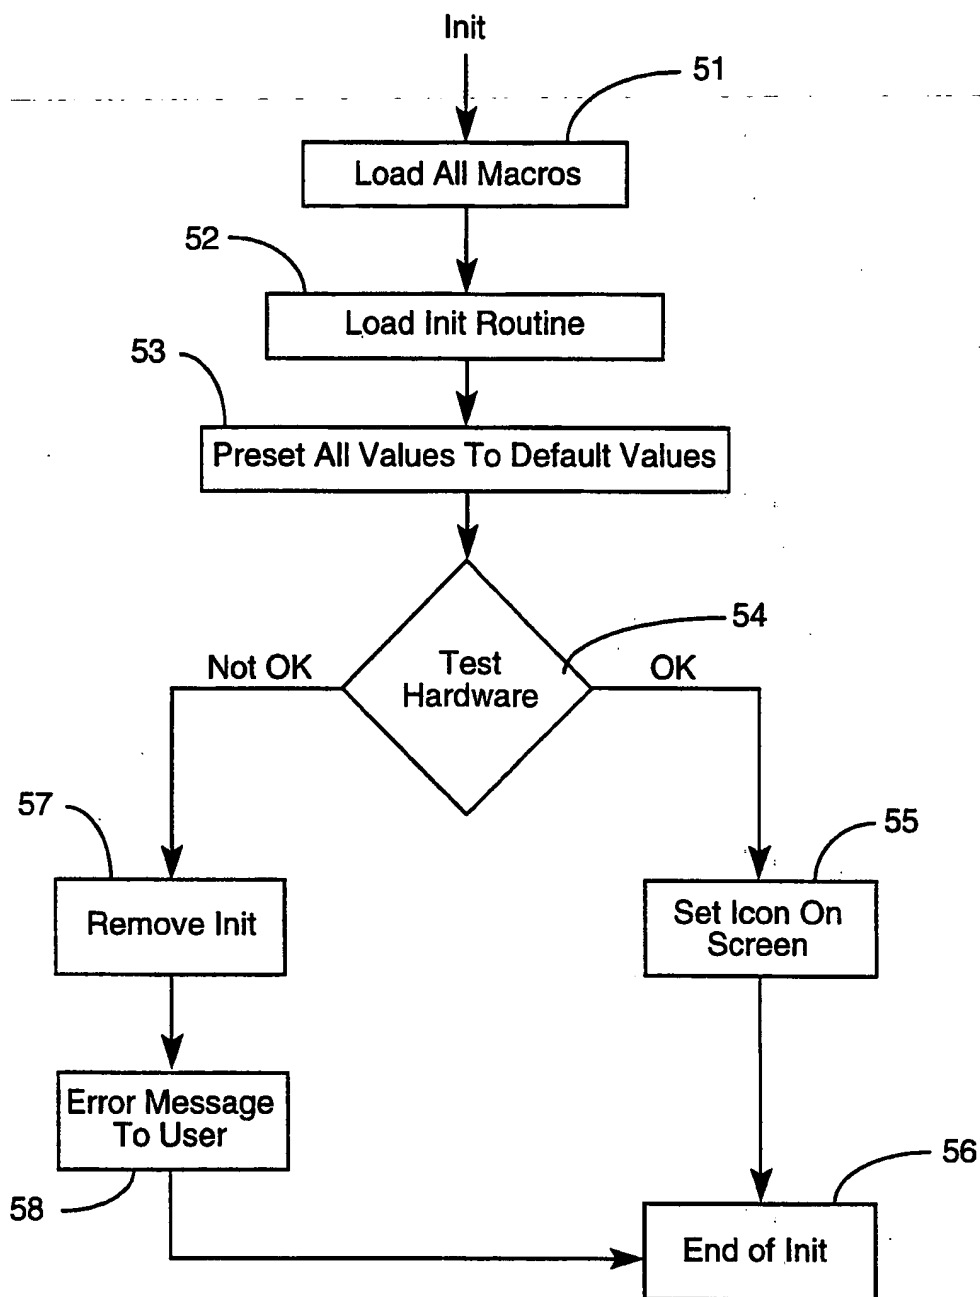 Init
51
Load All Macros
52
Load Init Routine
53
Preset All Values To Default Values
54
Not OK
Test
Hardware
OK
57
55
Remove Init
Set Icon On
Screen
Error Message
To User
58
56
End of Init